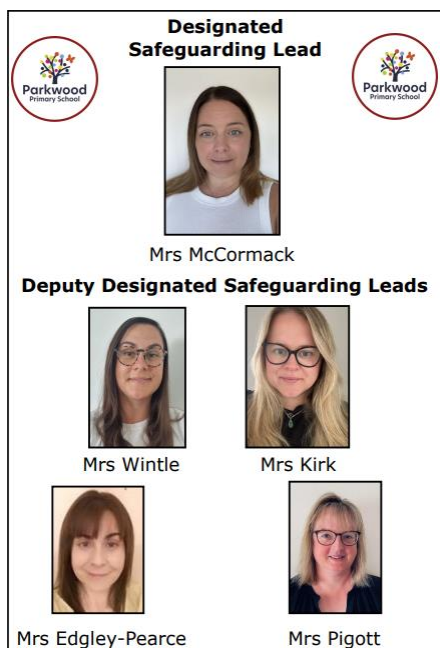 Designated
Safeguarding Lead
Parkwood
Primary School
Parkwood
Primary School
Mrs McCormack
Deputy Designated Safeguarding Leads
Mrs Wintle
Mrs Kirk
Mrs Edgley-Pearce
Mrs Pigott